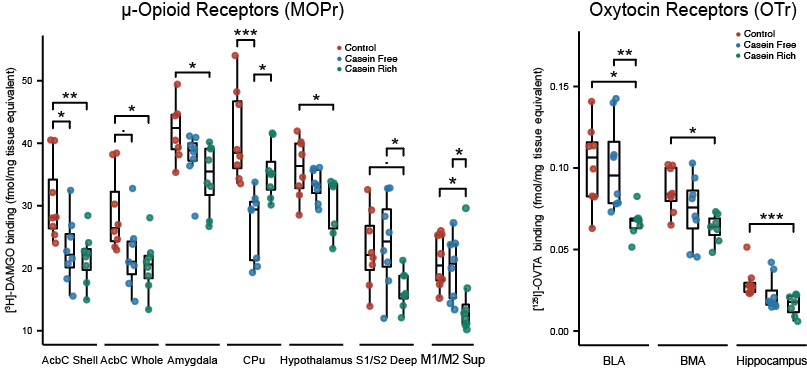 μ-Opioid Receptors (MOPr)
Control
Casein Free
Casein Rich
[³H]-DAMGO binding (fmol/mg tissue equivalent)
50
40
30
20
10
** 
*
*
.
*
***
*
*
*
.
*
*
AcbC Shell AcbC Whole Amygdala CPu Hypothalamus S1/S2 Deep M1/M2 Sup
Oxytocin Receptors (OTr)
Control
Casein Free
Casein Rich
[¹²⁵I]-OVTA binding (fmol/mg tissue equivalent)
0.15
0.10
0.05
0.00
**
*
*
***
BLA BMA Hippocampus